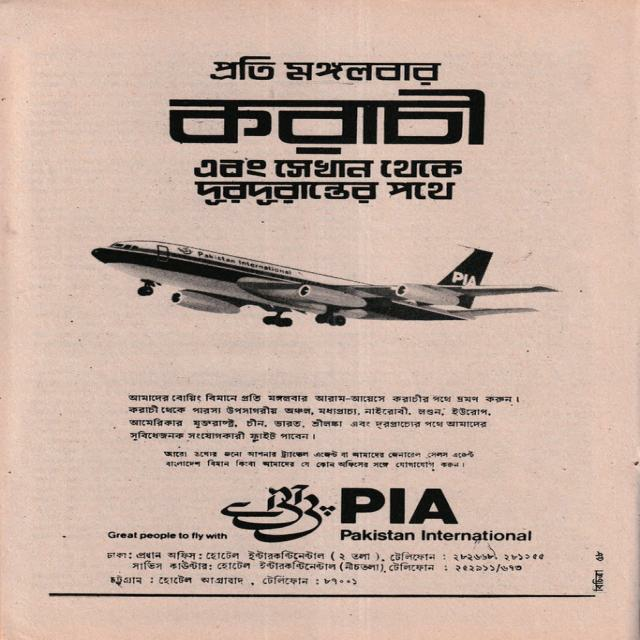 প্রতি মঙ্গলবার
করাচী
এবং সেখান থেকে
দূরদূরান্তের পথে
Pakistan International
PIA
আমাদের বোয়িং বিমানে প্রতি মঙ্গলবার আরাম-আয়েসে করাচীর পথে ভ্রমণ করুন।
করাচী থেকে পারস্য উপসাগরীয় অঞ্চল, মধ্যপ্রাচ্য, নাইরোবী, লণ্ডন, ইউরোপ,
আমেরিকার যুক্তরাষ্ট্র, চীন, ভারত, শ্রীলঙ্কা এবং দূরপ্রাচ্যের পথে আমাদের
সুবিধেজনক সংযোগকারী ফ্লাইট পাবেন।
আরো তথ্যের জন্যে আপনার ট্র্যাভেল এজেন্ট বা আমাদের জেনারেল সেলস এজেন্ট
বাংলাদেশ বিমান কিংবা আমাদের যে কোন অফিসের সঙ্গে যোগাযোগ করুন।
PIA
Great people to fly with
Pakistan International
ঢাকা: প্রধান অফিস: হোটেল ইন্টারকন্টিনেন্টাল (২ তলা), টেলিফোন: ২৮২৬৬৮, ২৮১২৫৫
সার্ভিস কাউন্টার: হোটেল ইন্টারকন্টিনেন্টাল (নীচতলা), টেলিফোন: ২৫২৯১১/৬৭৩
চট্টগ্রাম: হোটেল আগ্রাবাদ, টেলিফোন: ৮৭০০১
বিচিত্রা ৬৮